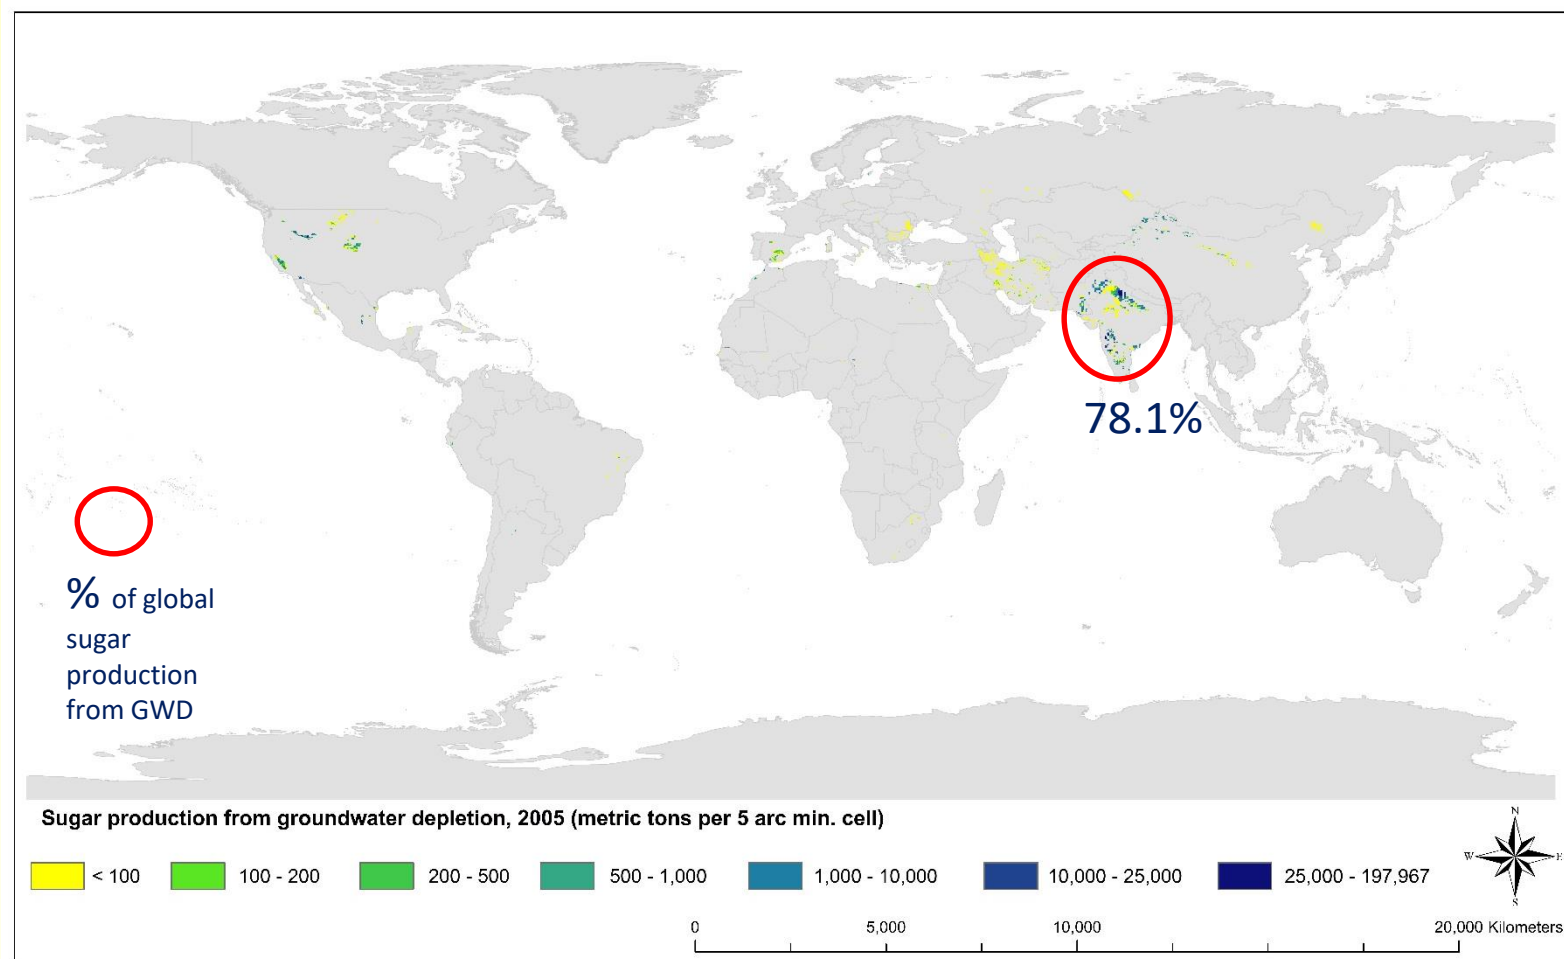 78.1%
% of global
sugar
production
from GWD
Sugar production from groundwater depletion, 2005 (metric tons per 5 arc min. cell)
< 100
100 - 200
200 - 500
500 - 1,000
1,000 - 10,000
10,000 - 25,000
25,000 - 197,967
N
W
E
S
0
5,000
10,000
20,000 Kilometers